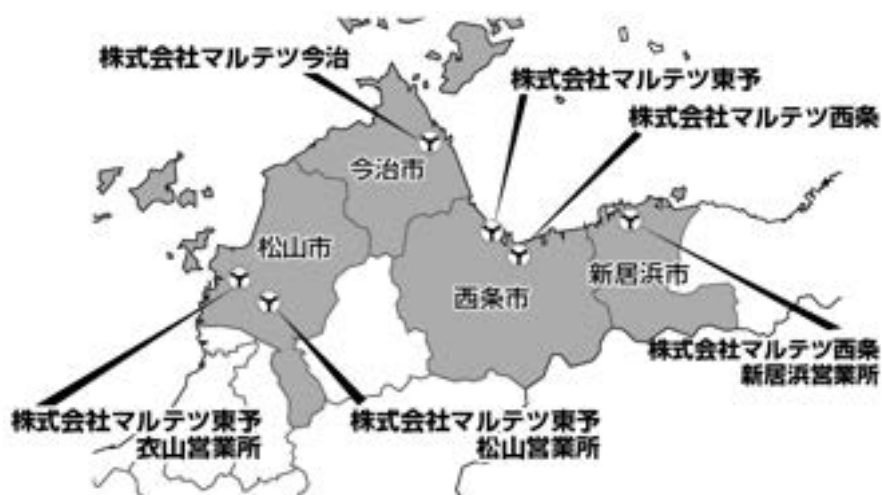 株式会社マルテツ今治
株式会社マルテツ東予
株式会社マルテツ西条
今治市
松山市
西条市
新居浜市
株式会社マルテツ西条
新居浜営業所
株式会社マルテツ東予
衣山営業所
株式会社マルテツ東予
松山営業所